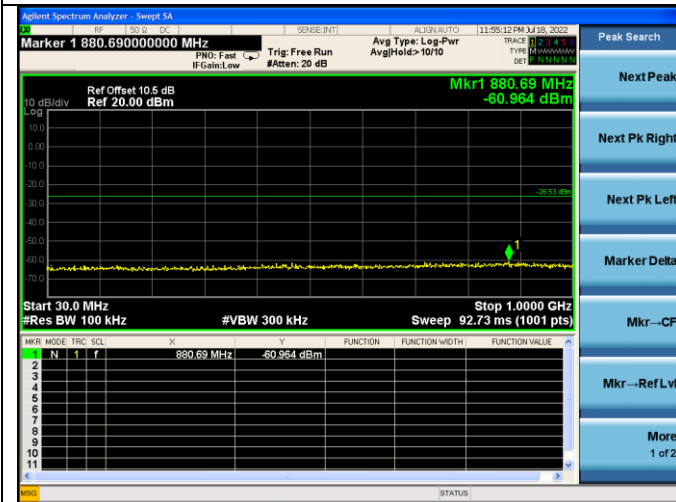 Agilent Spectrum Analyzer - Swept SA
RF 50 Ω DC SENSE:INT ALIGNAUTO 11:55:12 PM Jul 18, 2022
Marker 1 880.690000000 MHz
PNO: Fast
IFGain:Low
Trig: Free Run
#Atten: 20 dB
Avg Type: Log-Pwr
Avg|Hold:>10/10
TRACE 1 2 3 4 5 6
TYPE M
DET P N N N N N
Peak Search
Next Peak
Next Pk Right
Next Pk Left
Marker Delta
Mkr→CF
Mkr→RefLvl
More
1 of 2
Ref Offset 10.5 dB
10 dB/div Ref 20.00 dBm
Log
Mkr1 880.69 MHz
-60.964 dBm
10.0
0.00
-10.0
-20.0
-26.53 dBm
-30.0
-40.0
-50.0
1
-60.0
-70.0
Start 30.0 MHz Stop 1.0000 GHz
#Res BW 100 kHz #VBW 300 kHz Sweep 92.73 ms (1001 pts)
MKR MODE TRC SCL X Y FUNCTION FUNCTION WIDTH FUNCTION VALUE
1 N 1 f 880.69 MHz -60.964 dBm
2
3
4
5
6
7
8
9
10
11
MSG STATUS